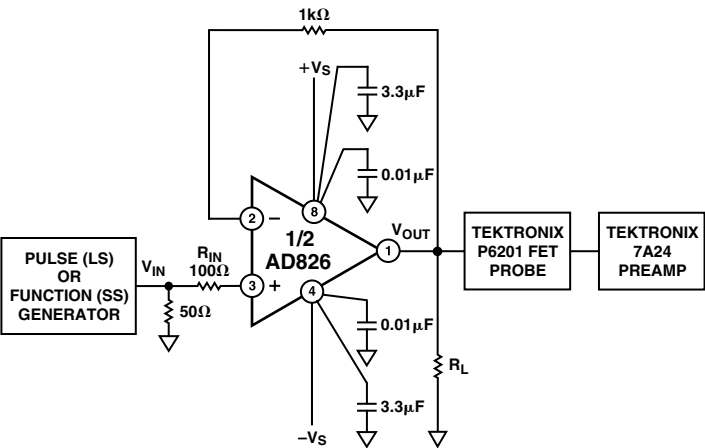 1kΩ
+VS
3.3µF
0.01µF
2
−
8
1/2
AD826
VOUT
1
TEKTRONIX
P6201 FET
PROBE
TEKTRONIX
7A24
PREAMP
PULSE (LS)
OR
FUNCTION (SS)
GENERATOR
VIN
RIN
100Ω
3
+
4
50Ω
0.01µF
RL
3.3µF
−VS